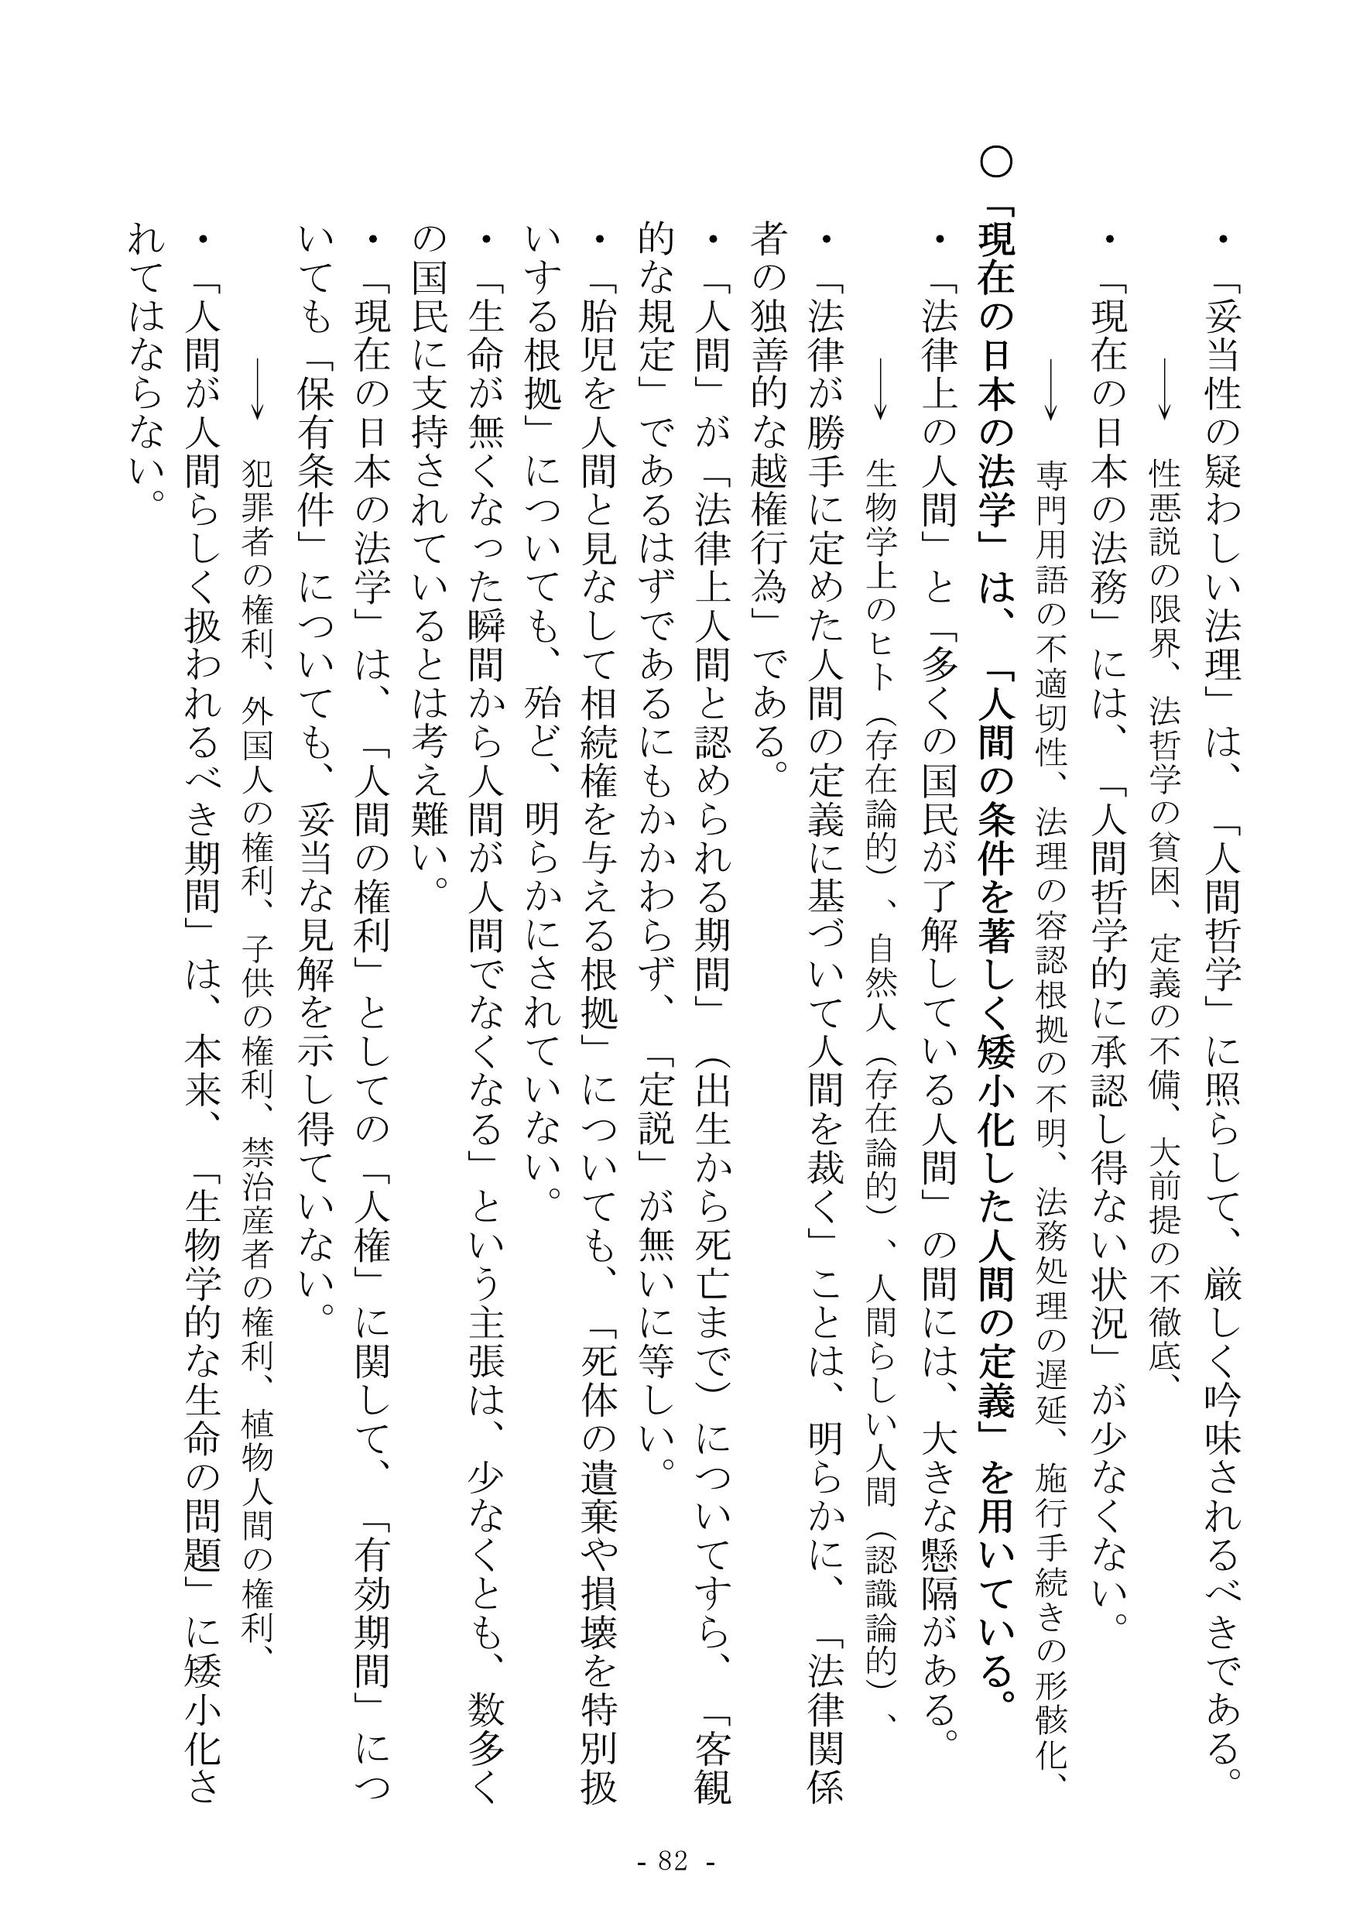 ・「妥当性の疑わしい法理」は、「人間哲学」に照らして、厳しく吟味されるべきである。
→　性悪説の限界、法哲学の貧困、定義の不備、大前提の不徹底、
・「現在の日本の法務」には、「人間哲学的に承認し得ない状況」が少なくない。
→　専門用語の不適切性、法理の容認根拠の不明、法務処理の遅延、施行手続きの形骸化、
○「現在の日本の法学」は、「人間の条件を著しく矮小化した人間の定義」を用いている。
・「法律上の人間」と「多くの国民が了解している人間」の間には、大きな懸隔がある。
→　生物学上のヒト（存在論的）、自然人（存在論的）、人間らしい人間（認識論的）、
・「法律が勝手に定めた人間の定義に基づいて人間を裁く」ことは、明らかに、「法律関係
者の独善的な越権行為」である。
・「人間」が「法律上人間と認められる期間」（出生から死亡まで）についてすら、「客観
的な規定」であるはずであるにもかかわらず、「定説」が無いに等しい。
・「胎児を人間と見なして相続権を与える根拠」についても、「死体の遺棄や損壊を特別扱
いする根拠」についても、殆ど、明らかにされていない。
・「生命が無くなった瞬間から人間が人間でなくなる」という主張は、少なくとも、数多く
の国民に支持されているとは考え難い。
・「現在の日本の法学」は、「人間の権利」としての「人権」に関して、「有効期間」につ
いても「保有条件」についても、妥当な見解を示し得ていない。
→　犯罪者の権利、外国人の権利、子供の権利、禁治産者の権利、植物人間の権利、
・「人間が人間らしく扱われるべき期間」は、本来、「生物学的な生命の問題」に矮小化さ
れてはならない。
- 82 -